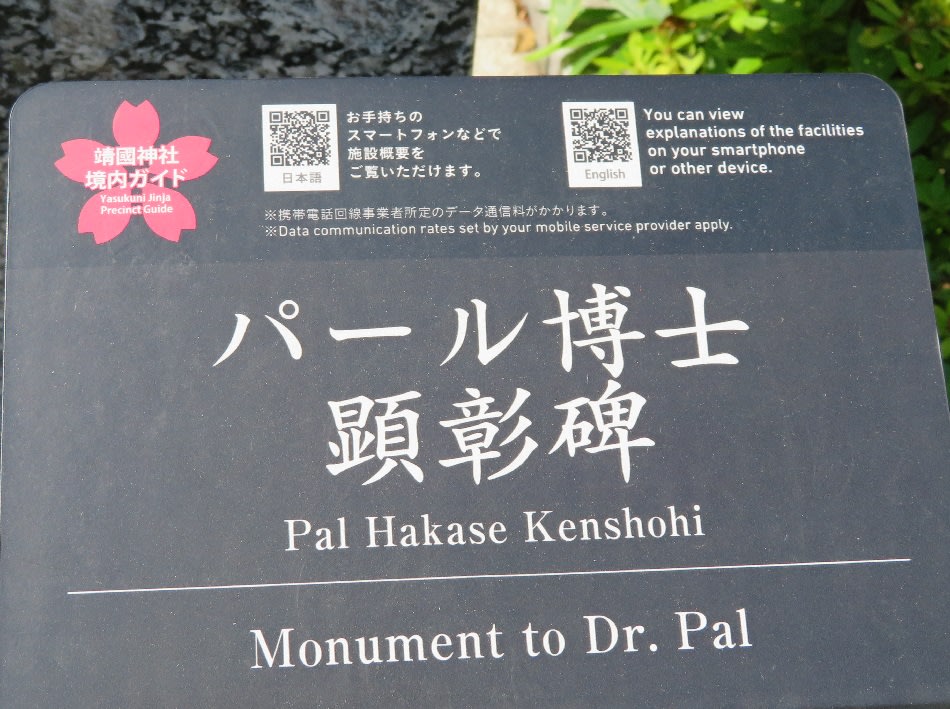 靖國神社
境内ガイド
Yasukuni Jinja
Precinct Guide
お手持ちの
スマートフォンなどで
施設概要を
ご覧いただけます。
日本語
You can view
explanations of the facilities
on your smartphone
or other device.
English
※携帯電話回線事業者所定のデータ通信料がかかります。
※Data communication rates set by your mobile service provider apply.
パール博士
顕彰碑
Pal Hakase Kenshohi
Monument to Dr. Pal